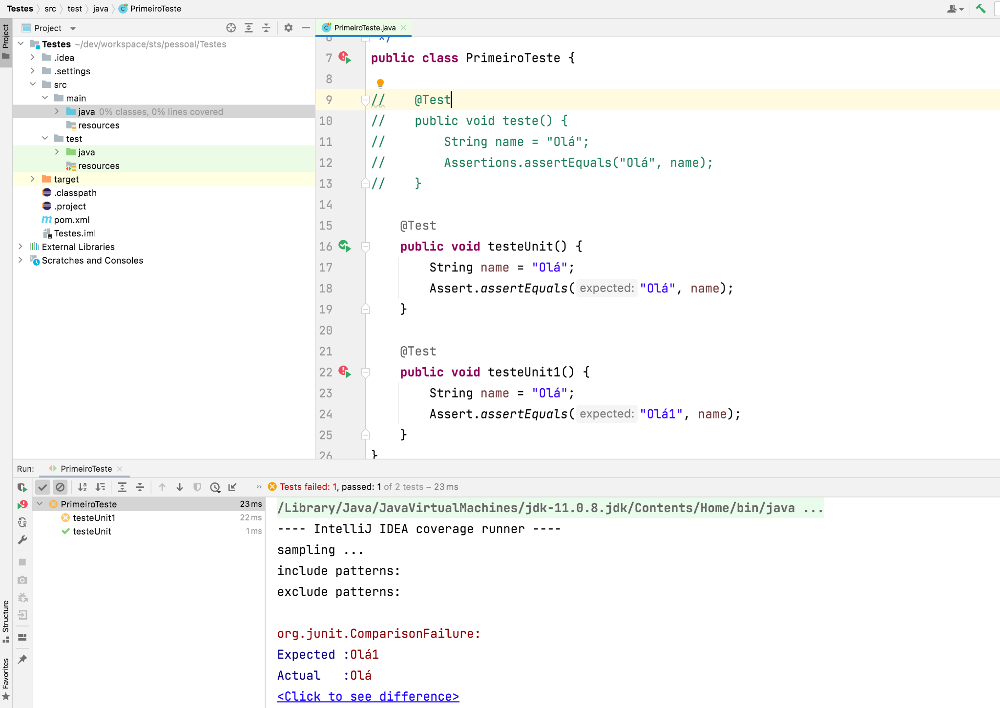 Testes src test java PrimeiroTeste
Project
Project
PrimeiroTeste.java
Testes ~/dev/workspace/sts/pessoal/Testes
.idea
.settings
src
main
java 0% classes, 0% lines covered
resources
test
java
resources
target
.classpath
.project
pom.xml
Testes.iml
External Libraries
Scratches and Consoles
6 */
7 public class PrimeiroTeste {
8
9 //    @Test
10 //    public void teste() {
11 //        String name = "Olá";
12 //        Assertions.assertEquals("Olá", name);
13 //    }
14
15     @Test
16     public void testeUnit() {
17         String name = "Olá";
18         Assert.assertEquals( expected: "Olá", name);
19     }
20
21     @Test
22     public void testeUnit1() {
23         String name = "Olá";
24         Assert.assertEquals( expected: "Olá1", name);
25     }
26 }
Run: PrimeiroTeste
Tests failed: 1, passed: 1 of 2 tests – 23 ms
PrimeiroTeste 23 ms
testeUnit1 22 ms
testeUnit 1 ms
/Library/Java/JavaVirtualMachines/jdk-11.0.8.jdk/Contents/Home/bin/java ...
---- IntelliJ IDEA coverage runner ----
sampling ...
include patterns:
exclude patterns:
org.junit.ComparisonFailure:
Expected :Olá1
Actual   :Olá
<Click to see difference>
Structure
Favorites